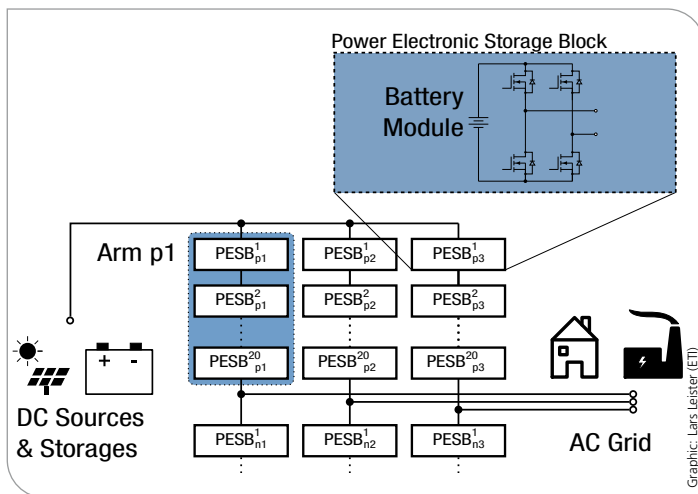 Power Electronic Storage Block
Battery
Module
Arm p1
PESB¹p1 PESB¹p2 PESB¹p3
PESB²p1 PESB²p2 PESB²p3
PESB²⁰p1 PESB²⁰p2 PESB²⁰p3
+ -
DC Sources
& Storages
AC Grid
PESB¹n1 PESB¹n2 PESB¹n3
Graphic: Lars Leister (ETI)